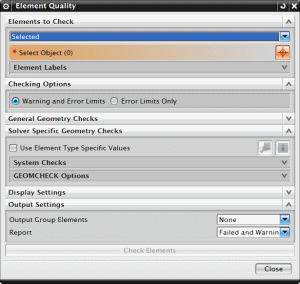 Element Quality
Elements to Check
Selected
* Select Object (0)
Element Labels
Checking Options
Warning and Error Limits Error Limits Only
General Geometry Checks
Solver Specific Geometry Checks
Use Element Type Specific Values
System Checks
GEOMCHECK Options
Display Settings
Output Settings
Output Group Elements None
Report Failed and Warnin
Check Elements
Close